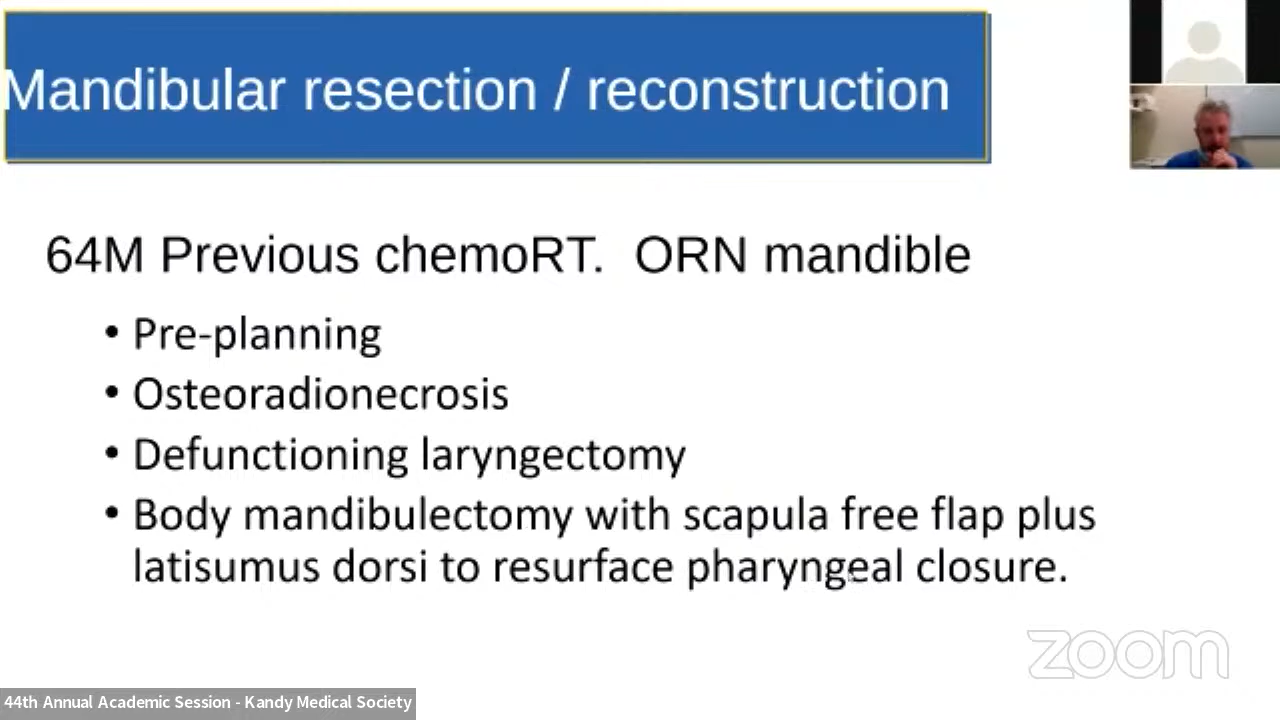 Mandibular resection / reconstruction
64M Previous chemoRT. ORN mandible
• Pre-planning
• Osteoradionecrosis
• Defunctioning laryngectomy
• Body mandibulectomy with scapula free flap plus
latisumus dorsi to resurface pharyngeal closure.
zoom
44th Annual Academic Session - Kandy Medical Society